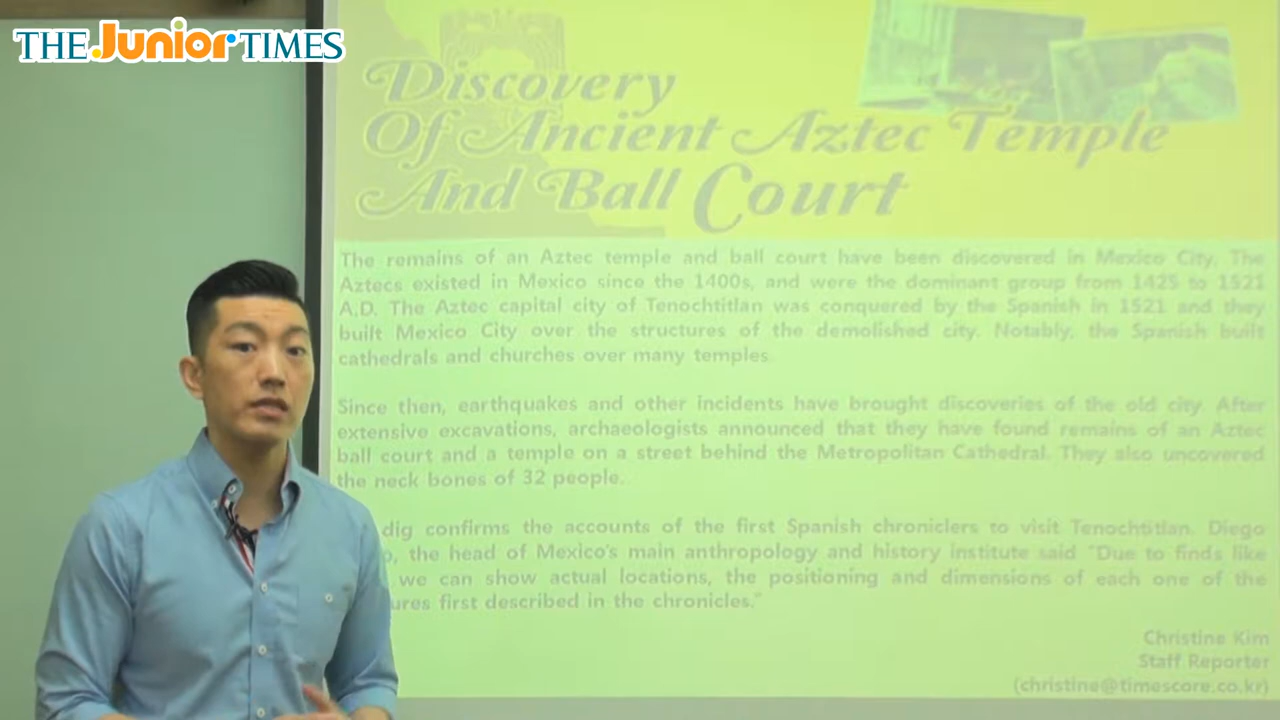 THE Junior TIMES
Discovery
Of Ancient Aztec Temple
And Ball Court
The remains of an Aztec temple and ball court have been discovered in Mexico City. The
Aztecs existed in Mexico since the 1400s, and were the dominant group from 1425 to 1521
A.D. The Aztec capital city of Tenochtitlan was conquered by the Spanish in 1521 and they
built Mexico City over the structures of the demolished city. Notably, the Spanish built
cathedrals and churches over many temples.
Since then, earthquakes and other incidents have brought discoveries of the old city. After
extensive excavations, archaeologists announced that they have found remains of an Aztec
ball court and a temple on a street behind the Metropolitan Cathedral. They also uncovered
the neck bones of 32 people.
dig confirms the accounts of the first Spanish chroniclers to visit Tenochtitlan. Diego
the head of Mexico's main anthropology and history institute said "Due to finds like
we can show actual locations, the positioning and dimensions of each one of the
first described in the chronicles."
Christine Kim
Staff Reporter
(christine@timescore.co.kr)